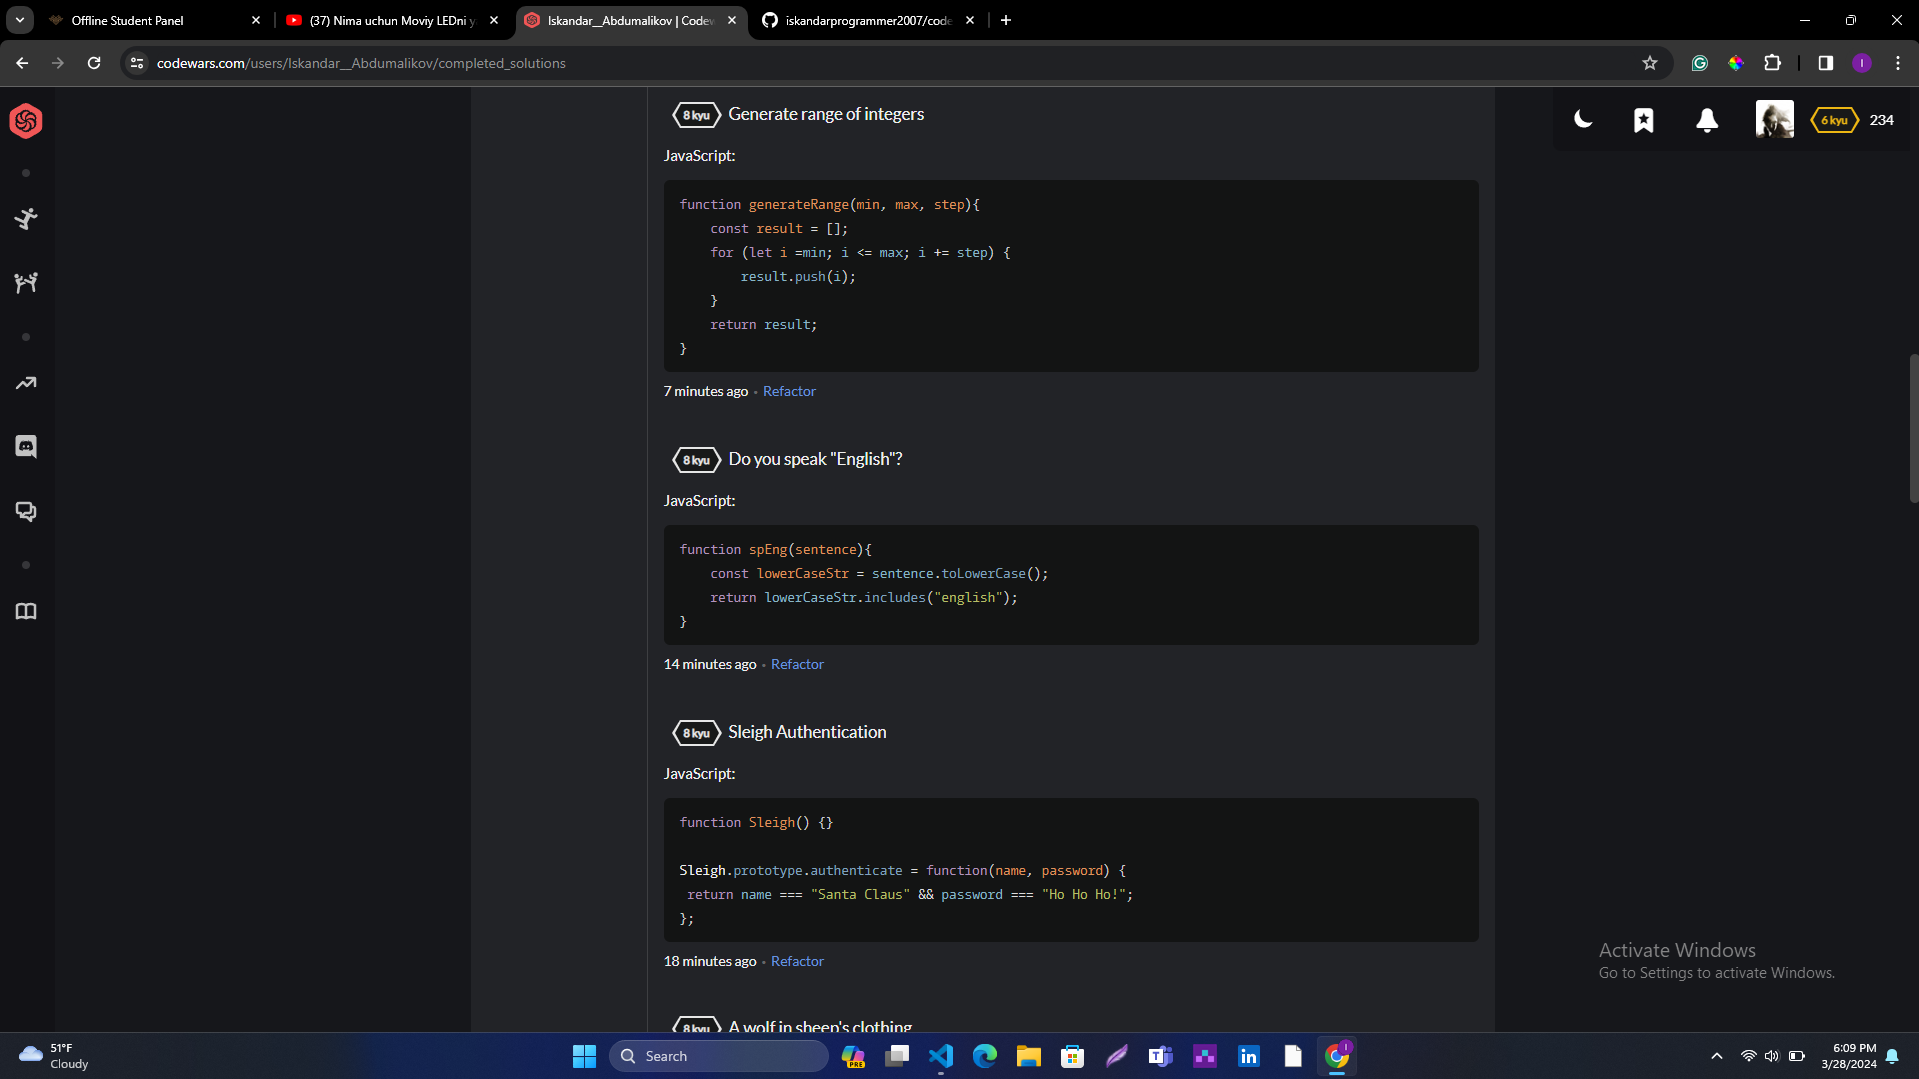 Offline Student Panel
(37) Nima uchun Moviy LEDni y
Iskandar__Abdumalikov | Codew
iskandarprogrammer2007/code
codewars.com/users/Iskandar__Abdumalikov/completed_solutions
I
8 kyu Generate range of integers
6 kyu 234
JavaScript:
function generateRange(min, max, step){
    const result = [];
    for (let i =min; i <= max; i += step) {
        result.push(i);
    }
    return result;
}
7 minutes ago • Refactor
8 kyu Do you speak "English"?
JavaScript:
function spEng(sentence){
    const lowerCaseStr = sentence.toLowerCase();
    return lowerCaseStr.includes("english");
}
14 minutes ago • Refactor
8 kyu Sleigh Authentication
JavaScript:
function Sleigh() {}
Sleigh.prototype.authenticate = function(name, password) {
 return name === "Santa Claus" && password === "Ho Ho Ho!";
};
18 minutes ago • Refactor
8 kyu A wolf in sheep's clothing
Activate Windows
Go to Settings to activate Windows.
51°F
Cloudy
Search
PRE
T
in
I
6:09 PM
3/28/2024